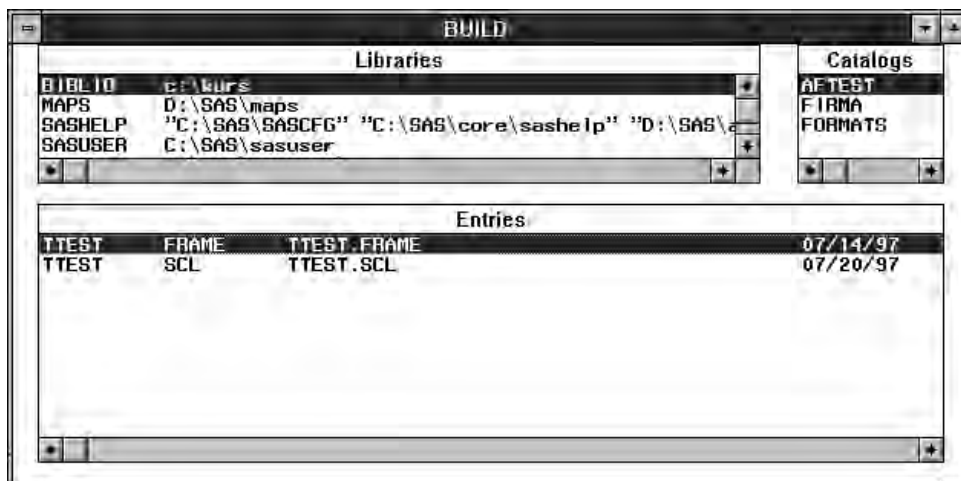 BUILD
Libraries
BIBLIO c:\kurs
MAPS D:\SAS\maps
SASHELP "C:\SAS\SASCFG" "C:\SAS\core\sashelp" "D:\SAS\a
SASUSER C:\SAS\sasuser
Catalogs
AFTEST
FIRMA
FORMATS
Entries
TTEST FRAME TTEST.FRAME 07/14/97
TTEST SCL TTEST.SCL 07/20/97